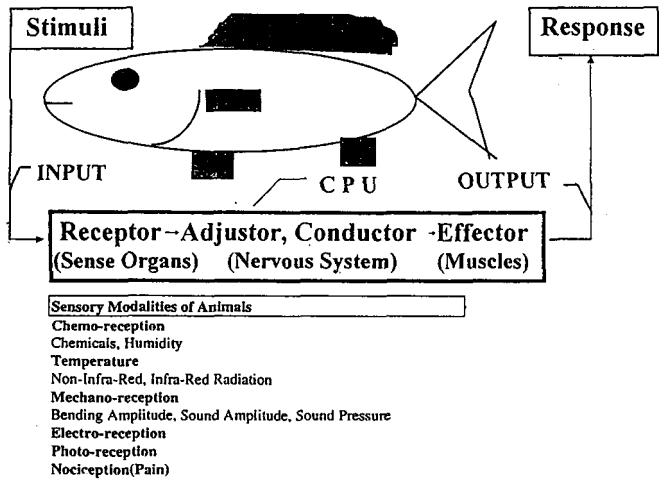 Stimuli
Response
INPUT
C P U
OUTPUT
Receptor→Adjustor, Conductor →Effector
(Sense Organs) (Nervous System) (Muscles)
Sensory Modalities of Animals
Chemo-reception
Chemicals, Humidity
Temperature
Non-Infra-Red, Infra-Red Radiation
Mechano-reception
Bending Amplitude, Sound Amplitude, Sound Pressure
Electro-reception
Photo-reception
Nociception(Pain)